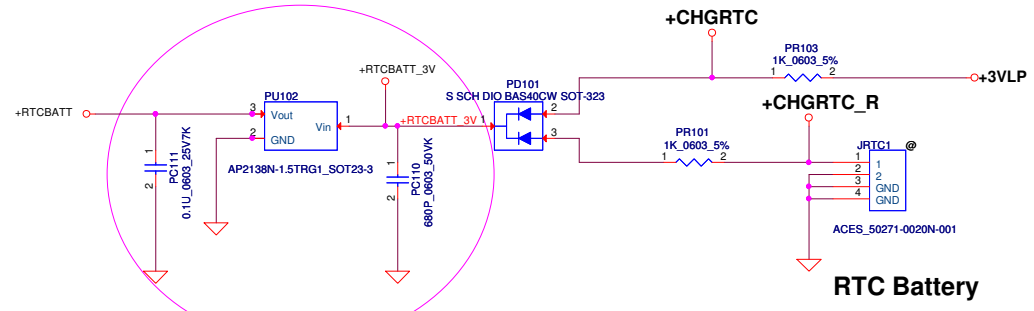 +CHGRTC
PR103
1K_0603_5%
1
2
+3VLP
+RTCBATT_3V
PD101
S SCH DIO BAS40CW SOT-323
+CHGRTC_R
PU102
+RTCBATT
3
Vout
2
GND
Vin
1
+RTCBATT_3V
1
2
3
PR101
1K_0603_5%
1
2
JRTC1
@
1
1
2
2
3
GND
4
GND
1
2
PC111
0.1U_0603_25V7K
AP2138N-1.5TRG1_SOT23-3
1
2
PC110
680P_0603_50VK
ACES_50271-0020N-001
RTC Battery